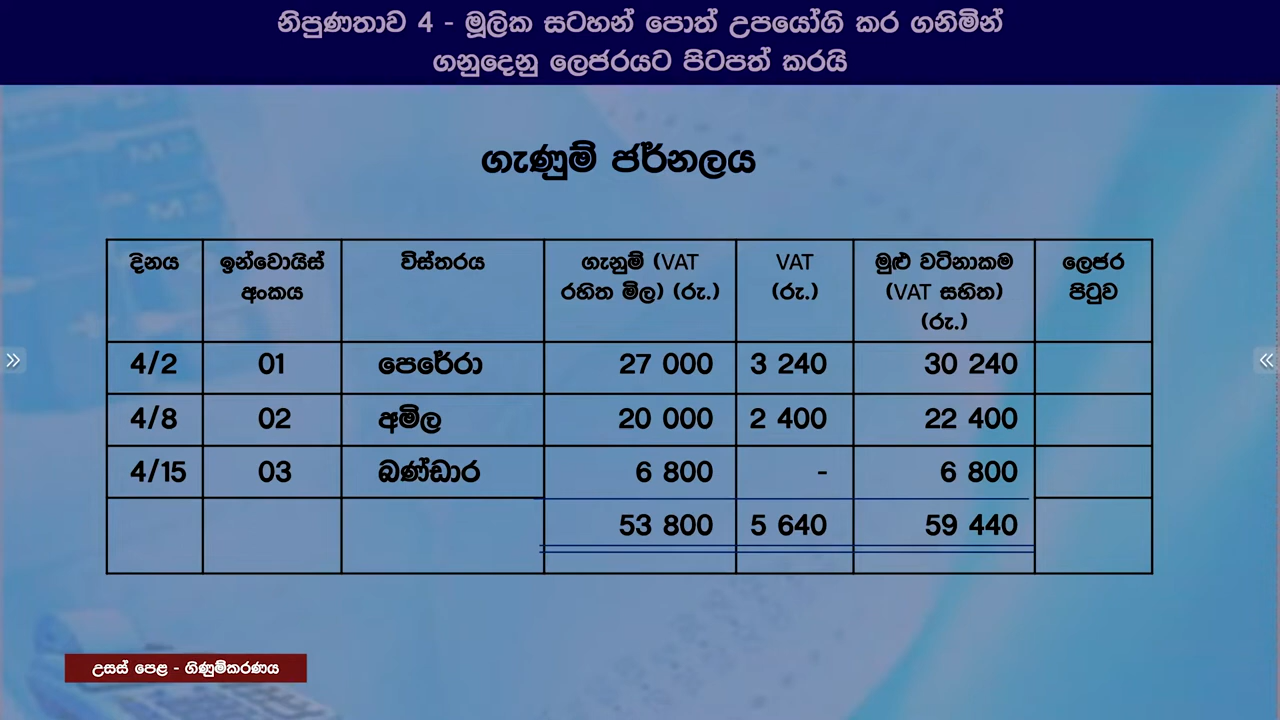 නිපුණතාව 4 - මූලික සටහන් පොත් උපයෝගි කර ගනිමින්
ගනුදෙනු ලෙජරයට පිටපත් කරයි
ගැණුම් ජර්නලය
දිනය ඉන්වොයිස් අංකය විස්තරය ගැනුම් (VAT රහිත මිල) (රු.) VAT (රු.) මුළු වටිනාකම (VAT සහිත) (රු.) ලෙජර පිටුව
4/2 01 පෙරේරා 27 000 3 240 30 240
4/8 02 අමිල 20 000 2 400 22 400
4/15 03 බණ්ඩාර 6 800 - 6 800
53 800 5 640 59 440
උසස් පෙළ - ගිණුම්කරණය